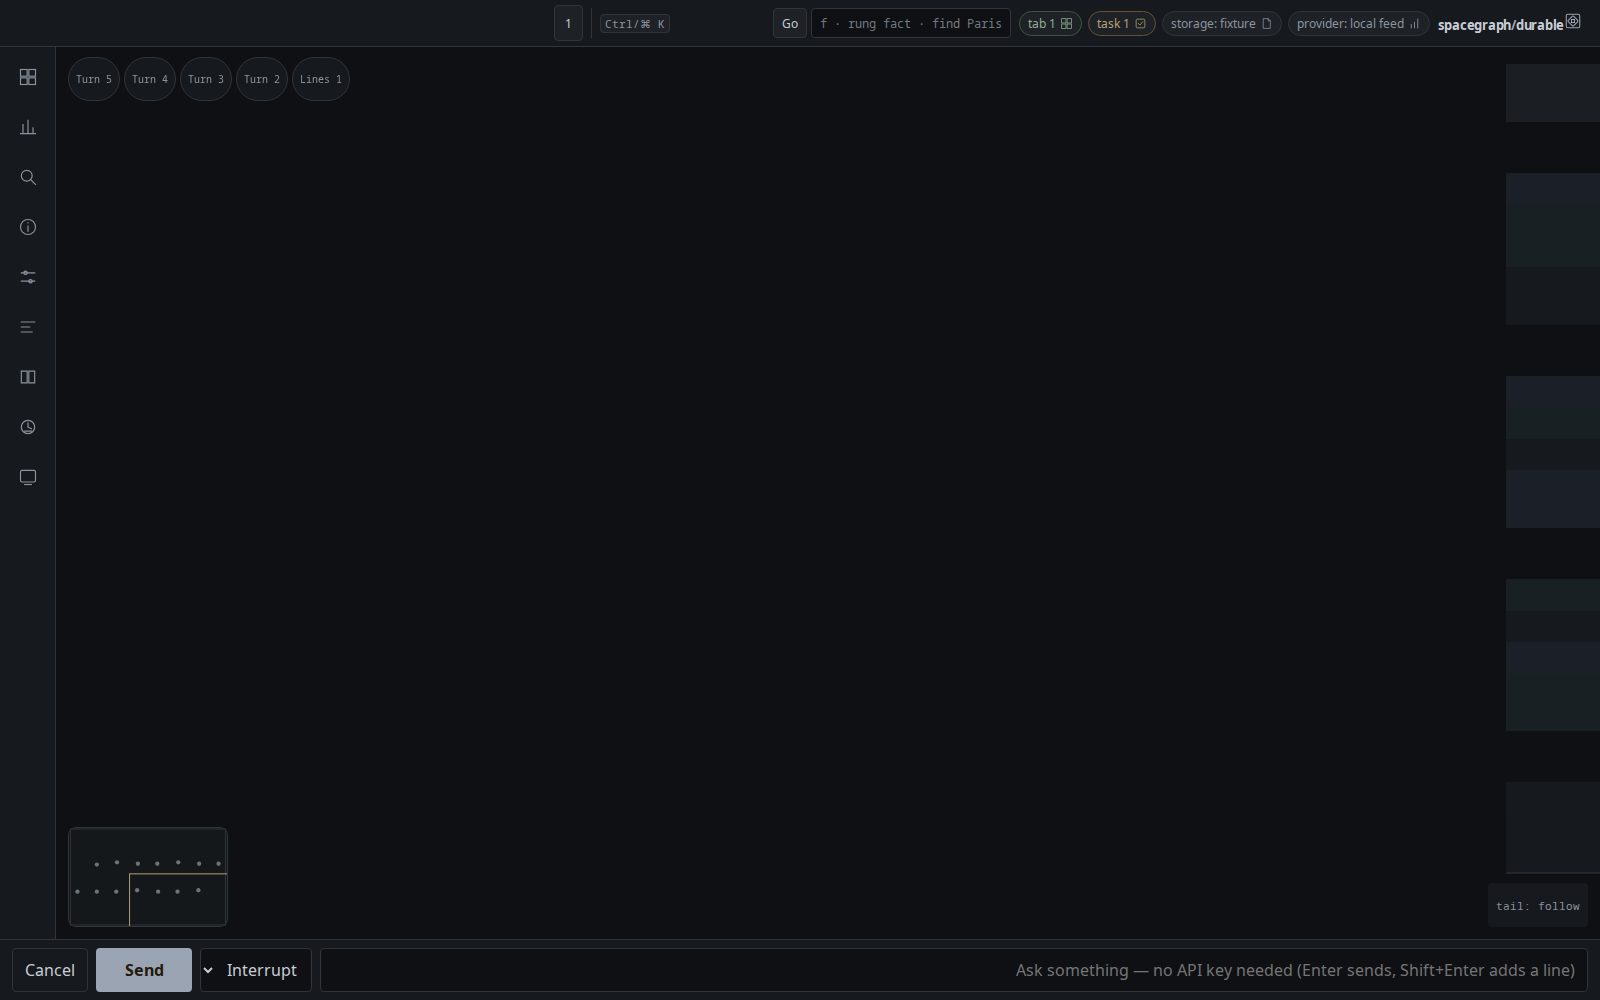 1
Ctrl/⌘ K
Go
f · rung fact · find Paris
tab 1
task 1
storage: fixture
provider: local feed
spacegraph/durable
Turn 5
Turn 4
Turn 3
Turn 2
Lines 1
tail: follow
Cancel
Send
Interrupt
Ask something — no API key needed (Enter sends, Shift+Enter adds a line)